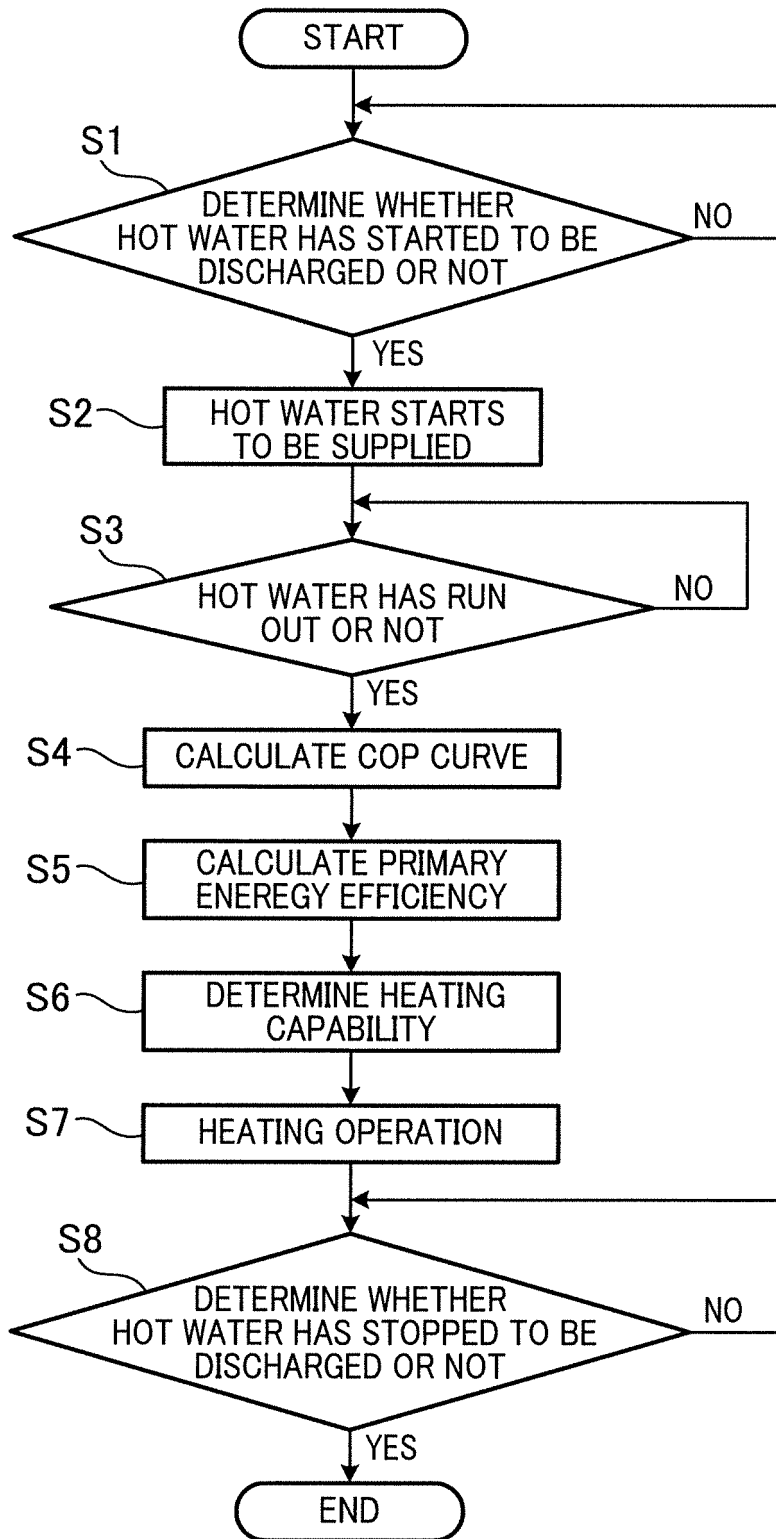 START
S1
DETERMINE WHETHER
HOT WATER HAS STARTED TO BE
DISCHARGED OR NOT
NO
YES
S2
HOT WATER STARTS
TO BE SUPPLIED
S3
HOT WATER HAS RUN
OUT OR NOT
NO
YES
S4
CALCULATE COP CURVE
S5
CALCULATE PRIMARY
ENEREGY EFFICIENCY
S6
DETERMINE HEATING
CAPABILITY
S7
HEATING OPERATION
S8
DETERMINE WHETHER
HOT WATER HAS STOPPED TO BE
DISCHARGED OR NOT
NO
YES
END